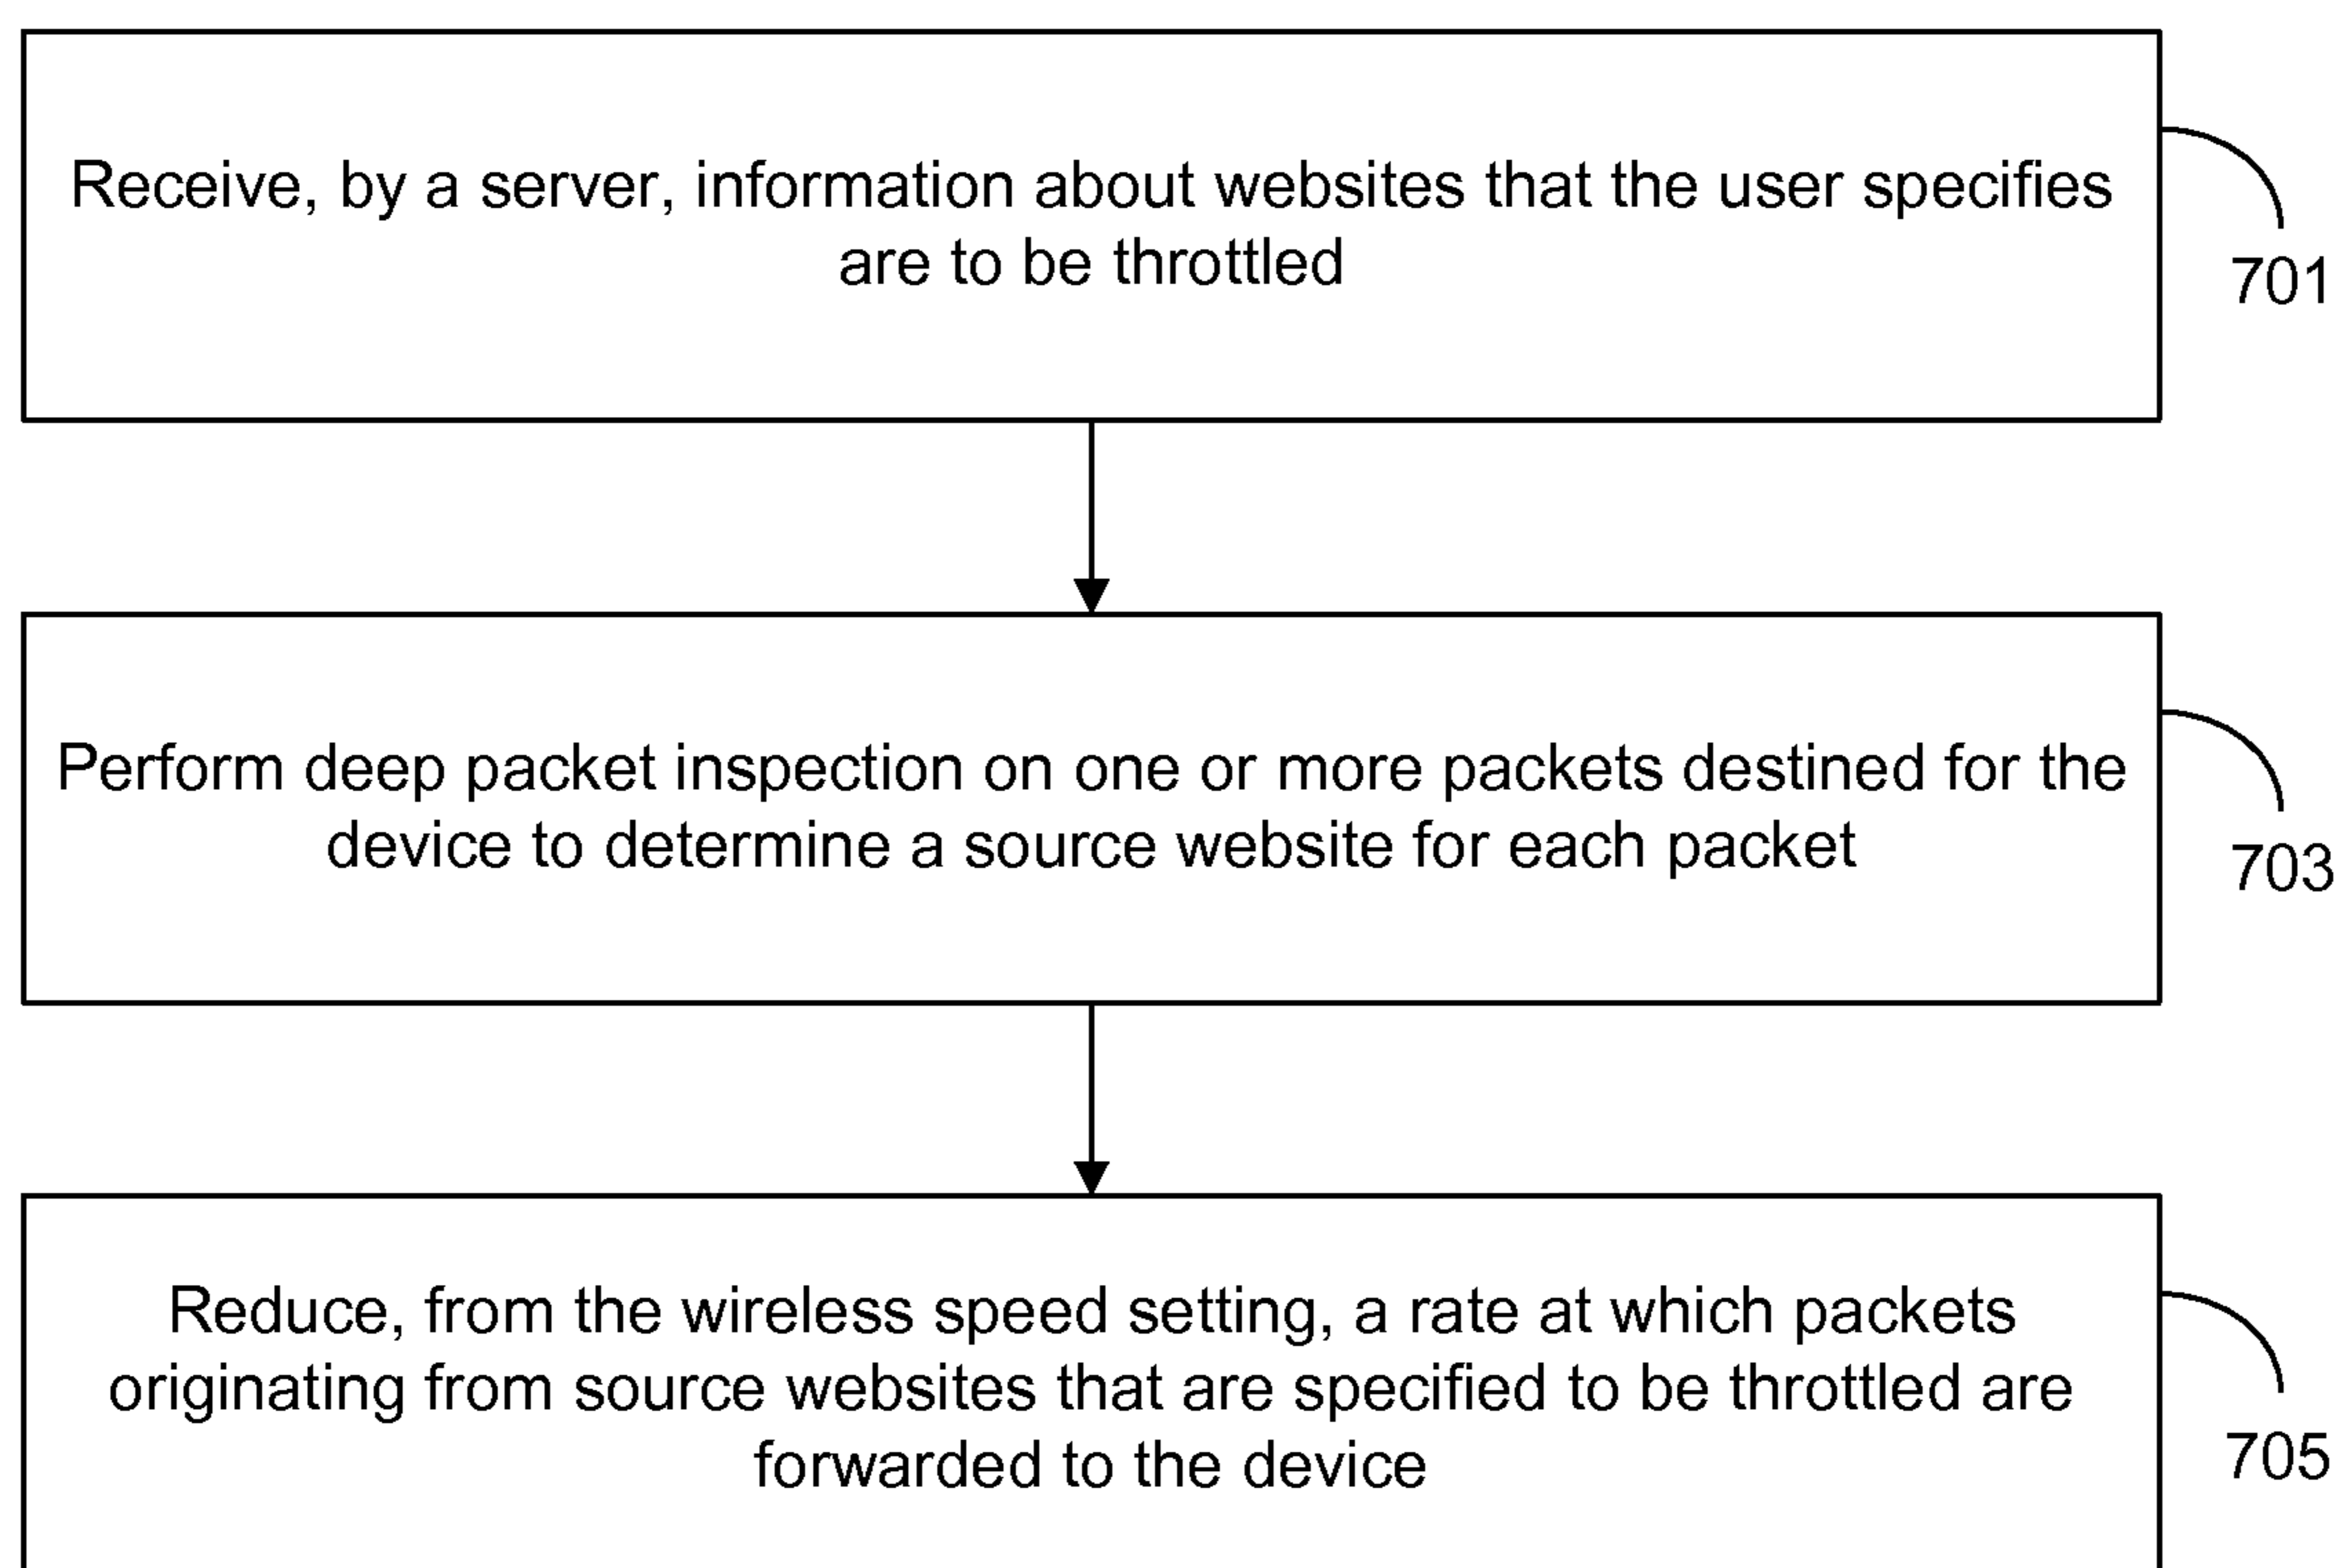 Receive, by a server, information about websites that the user specifies
are to be throttled
701
Perform deep packet inspection on one or more packets destined for the
device to determine a source website for each packet
703
Reduce, from the wireless speed setting, a rate at which packets
originating from source websites that are specified to be throttled are
forwarded to the device
705